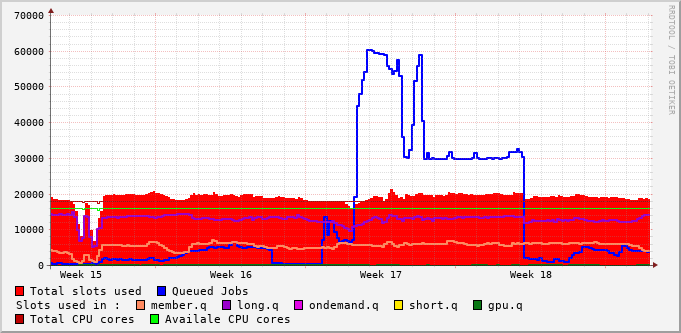 RRDTOOL / TOBI OETIKER
70000
60000
50000
40000
30000
20000
10000
0
Week 15 Week 16 Week 17 Week 18
Total slots used Queued Jobs
Slots used in : member.q long.q ondemand.q short.q gpu.q
Total CPU cores Availale CPU cores